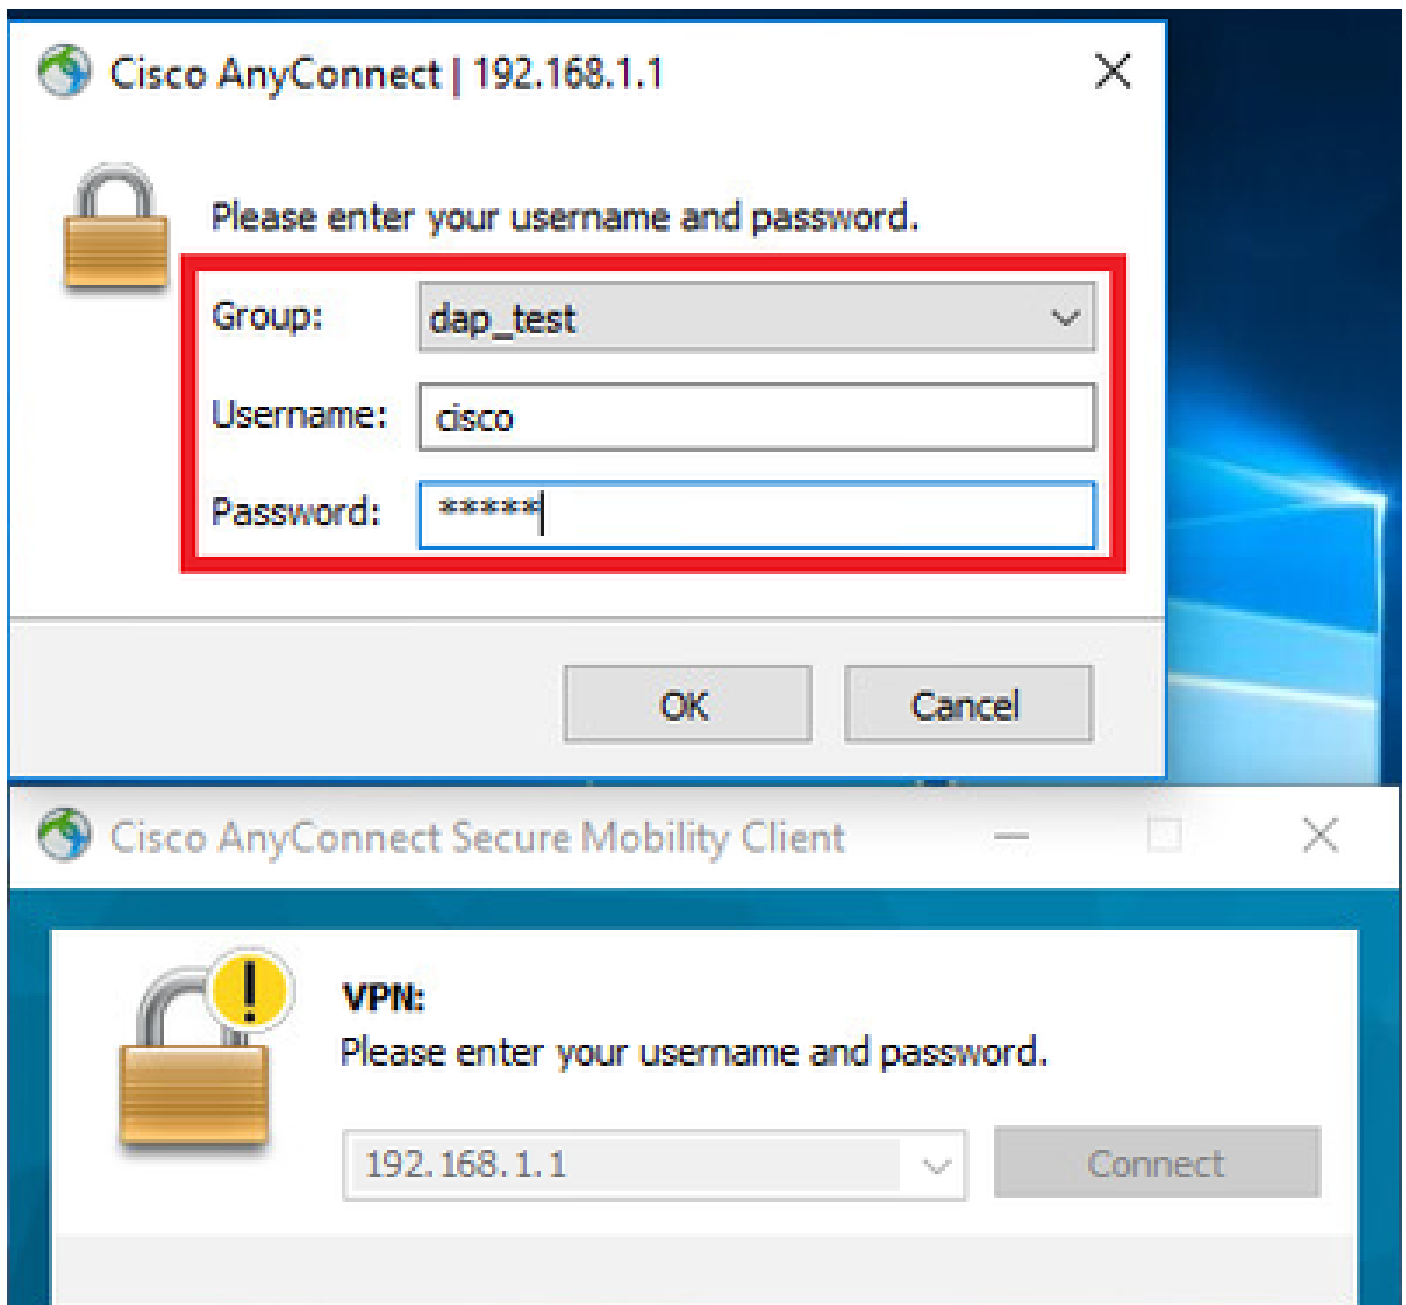 Cisco AnyConnect | 192.168.1.1
Please enter your username and password.
Group: dap_test
Username: cisco
Password: *****
OK Cancel
Cisco AnyConnect Secure Mobility Client
VPN:
Please enter your username and password.
192.168.1.1 Connect